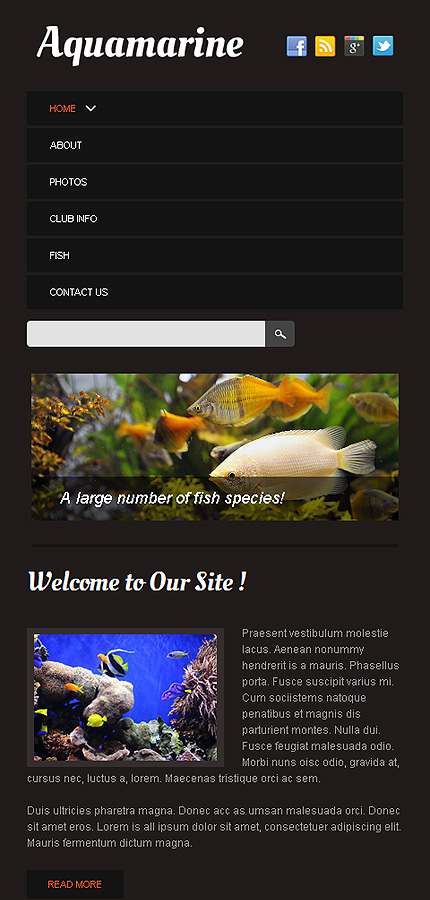 Aquamarine
HOME
ABOUT
PHOTOS
CLUB INFO
FISH
CONTACT US
A large number of fish species!
Welcome to Our Site !
Praesent vestibulum molestie
lacus. Aenean nonummy
hendrerit is a mauris. Phasellus
porta. Fusce suscipit varius mi.
Cum sociistems natoque
penatibus et magnis dis
parturient montes. Nulla dui.
Fusce feugiat malesuada odio.
Morbi nunc oisc odio, gravida at,
cursus nec, luctus a, lorem. Maecenas tristique orci ac sem.
Duis ultricies pharetra magna. Donec acc as umsan malesuada orci. Donec
sit amet eros. Lorem is all ipsum dolor sit amet, consectetuer adipiscing elit.
Mauris fermentum dictum magna.
READ MORE